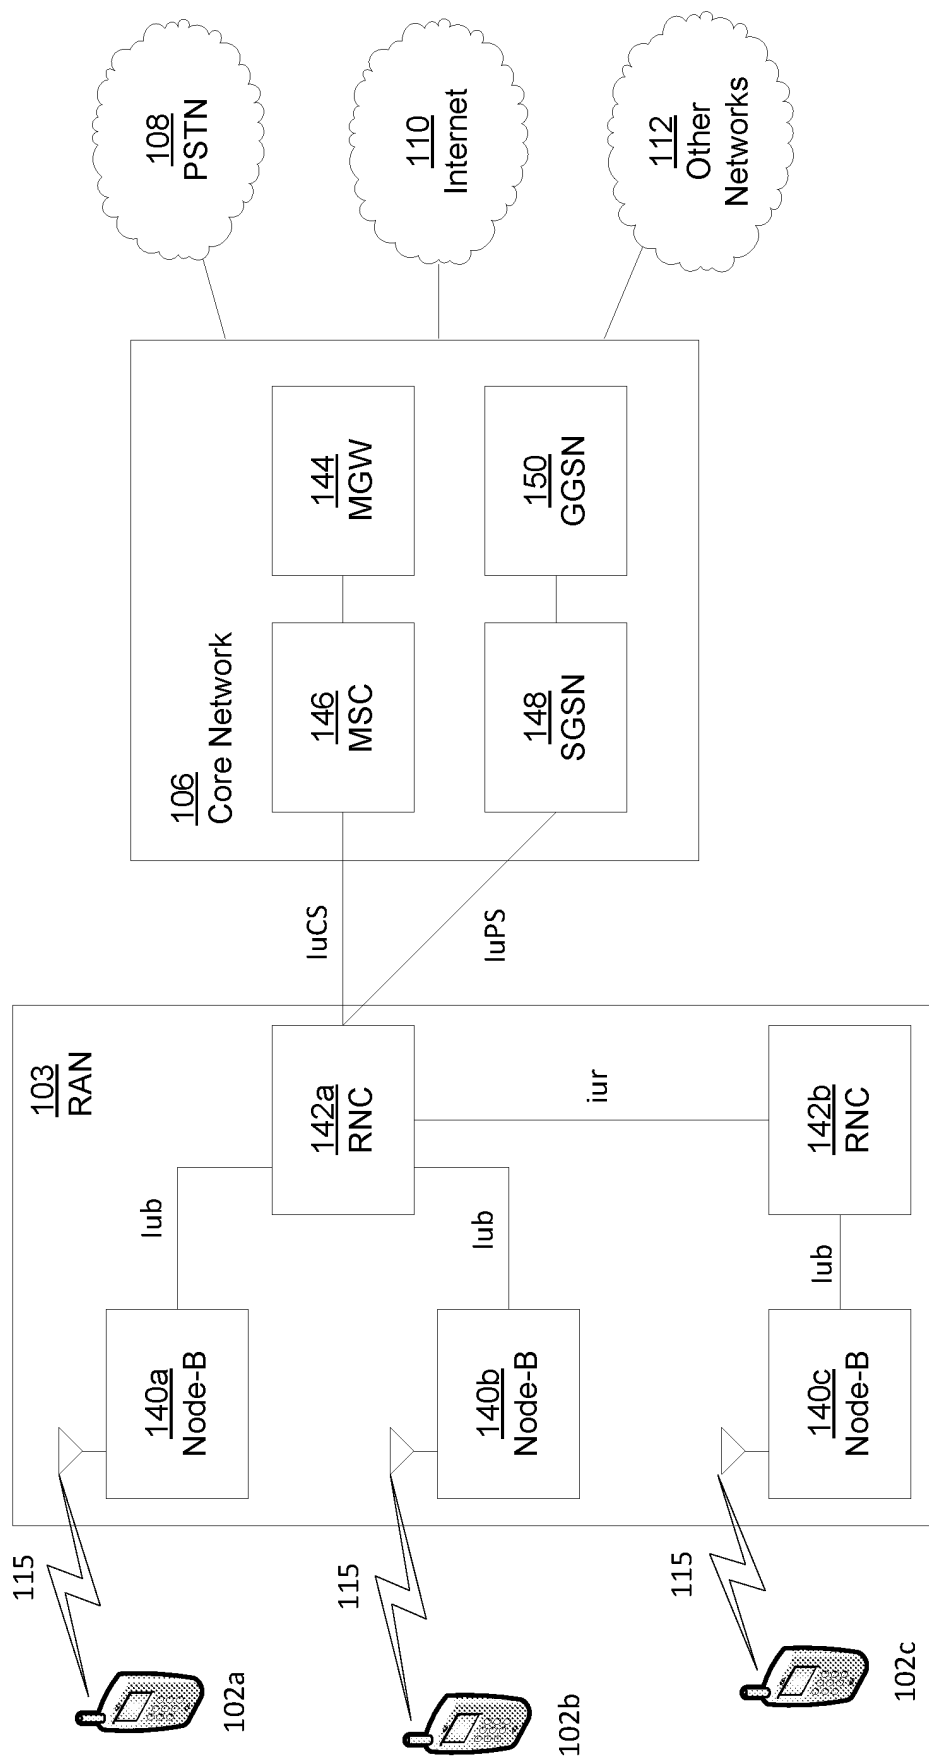 115
102a
115
102b
115
102c
103
RAN
140a
Node-B
140b
Node-B
140c
Node-B
Iub
Iub
Iub
142a
RNC
142b
RNC
iur
IuCS
IuPS
106
Core Network
146
MSC
144
MGW
148
SGSN
150
GGSN
108
PSTN
110
Internet
112
Other
Networks